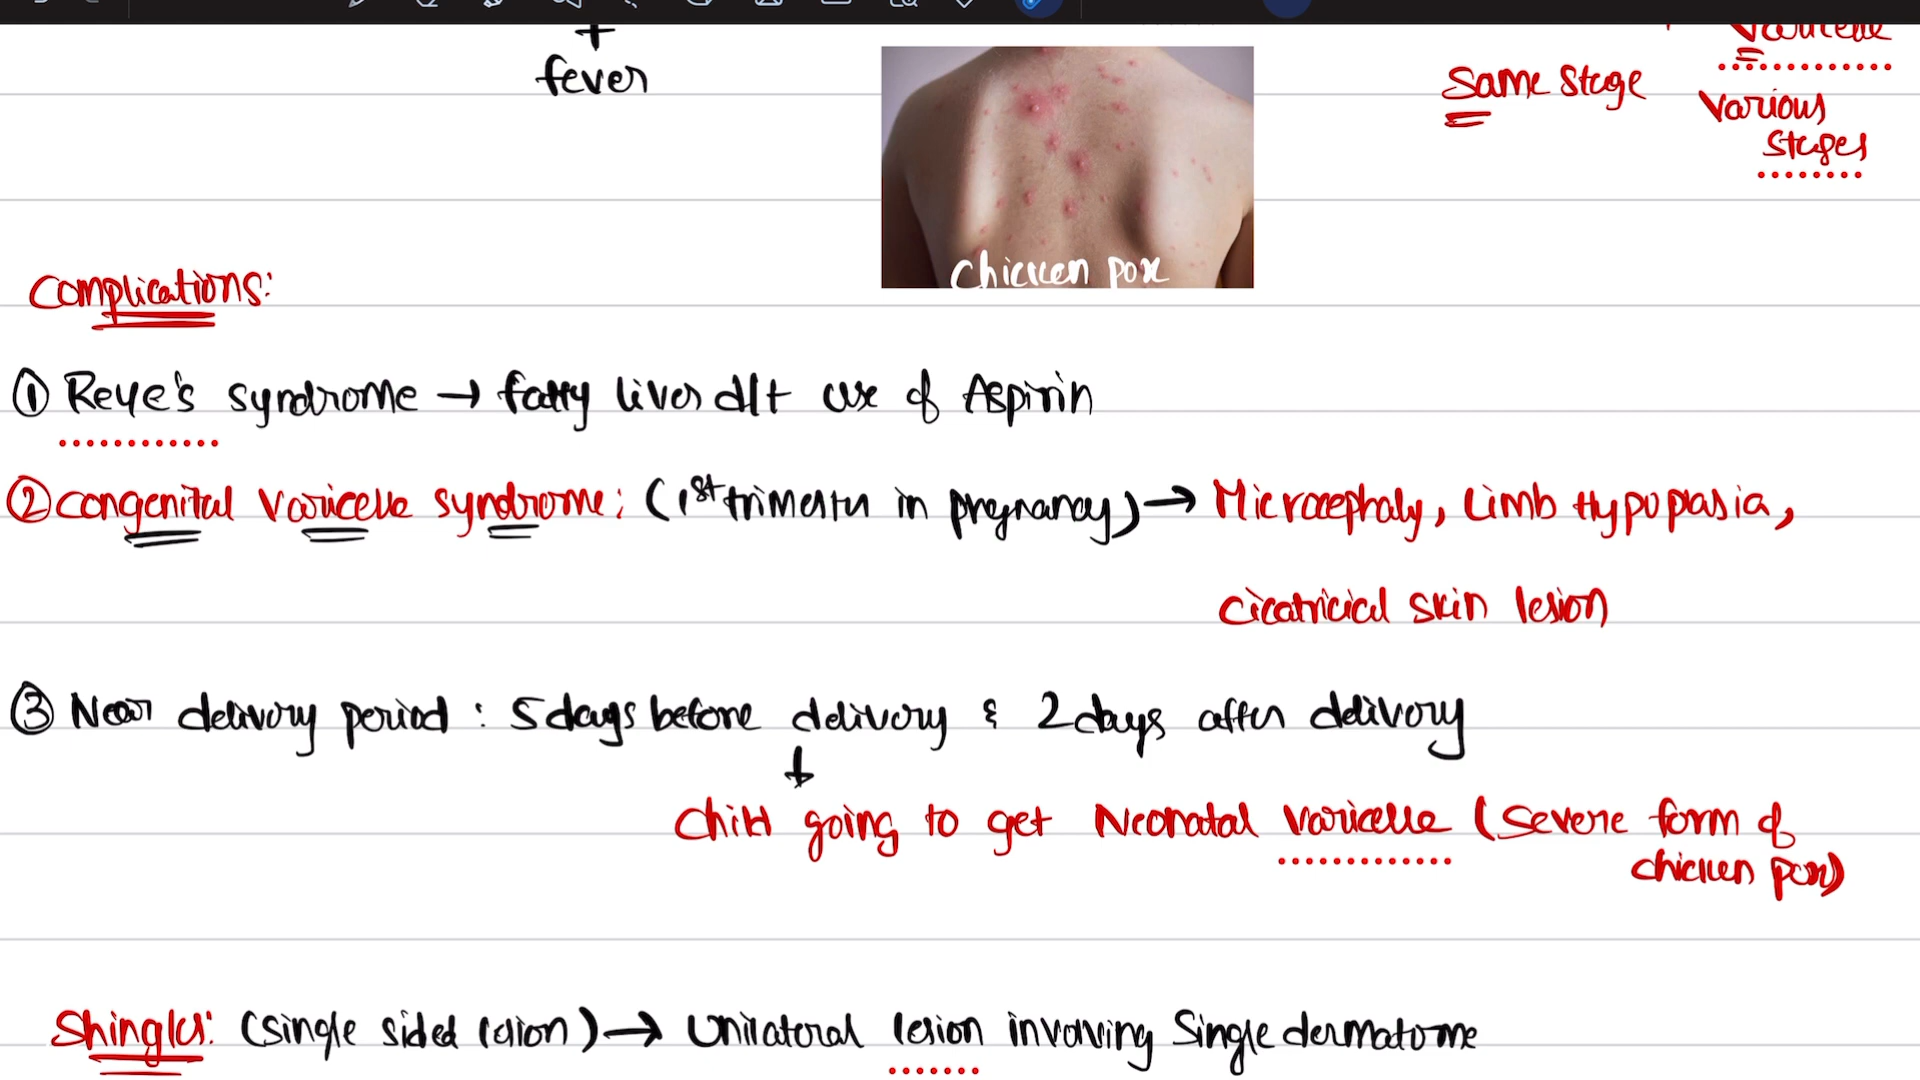 +
fever
Varicella
Same Stage
Various
Stages
Chicken pox
Complications:
① Reye's syndrome → fatty liver d/t use of Aspirin
② Congenital Varicella syndrome: (1st trimester in pregnancy) → Microcephaly, Limb Hypoplasia,
Cicatricial skin lesion
③ Near delivery period : 5 days before delivery & 2 days after delivery
↓
Child going to get Neonatal Varicella (Severe form of
chicken pox)
Shingles: (Single sided lesion) → Unilateral lesion involving Single dermatome